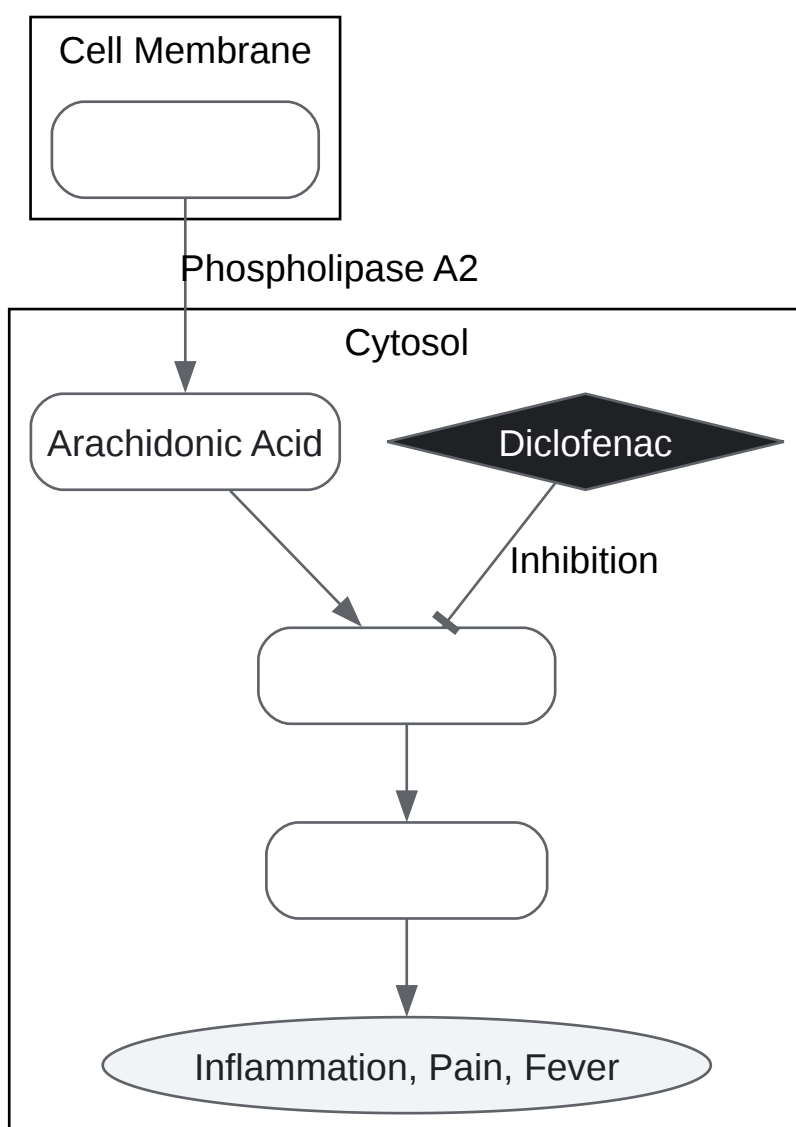 Cell Membrane
Phospholipase A2
Cytosol
Arachidonic Acid
Diclofenac
Inhibition
Inflammation, Pain, Fever